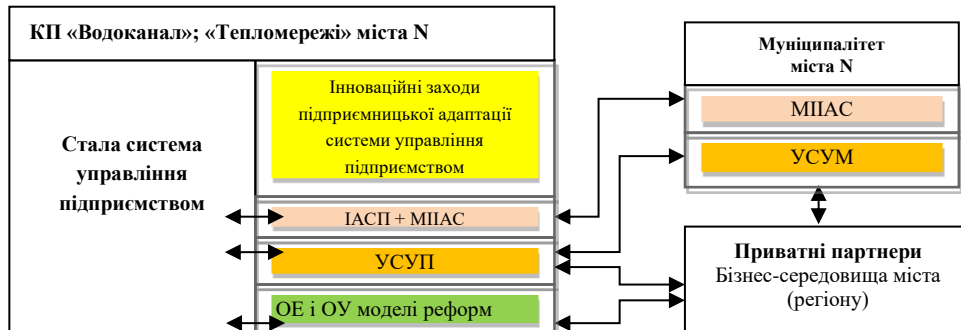 КП «Водоканал»; «Тепломережі» міста N
Стала система
управління
підприємством
Інноваційні заходи
підприємницької адаптації
системи управління
підприємством
ІАСП + МІІАС
УСУП
ОЕ і ОУ моделі реформ
Муніципалітет
міста N
МІІАС
УСУМ
Приватні партнери
Бізнес-середовища міста
(регіону)